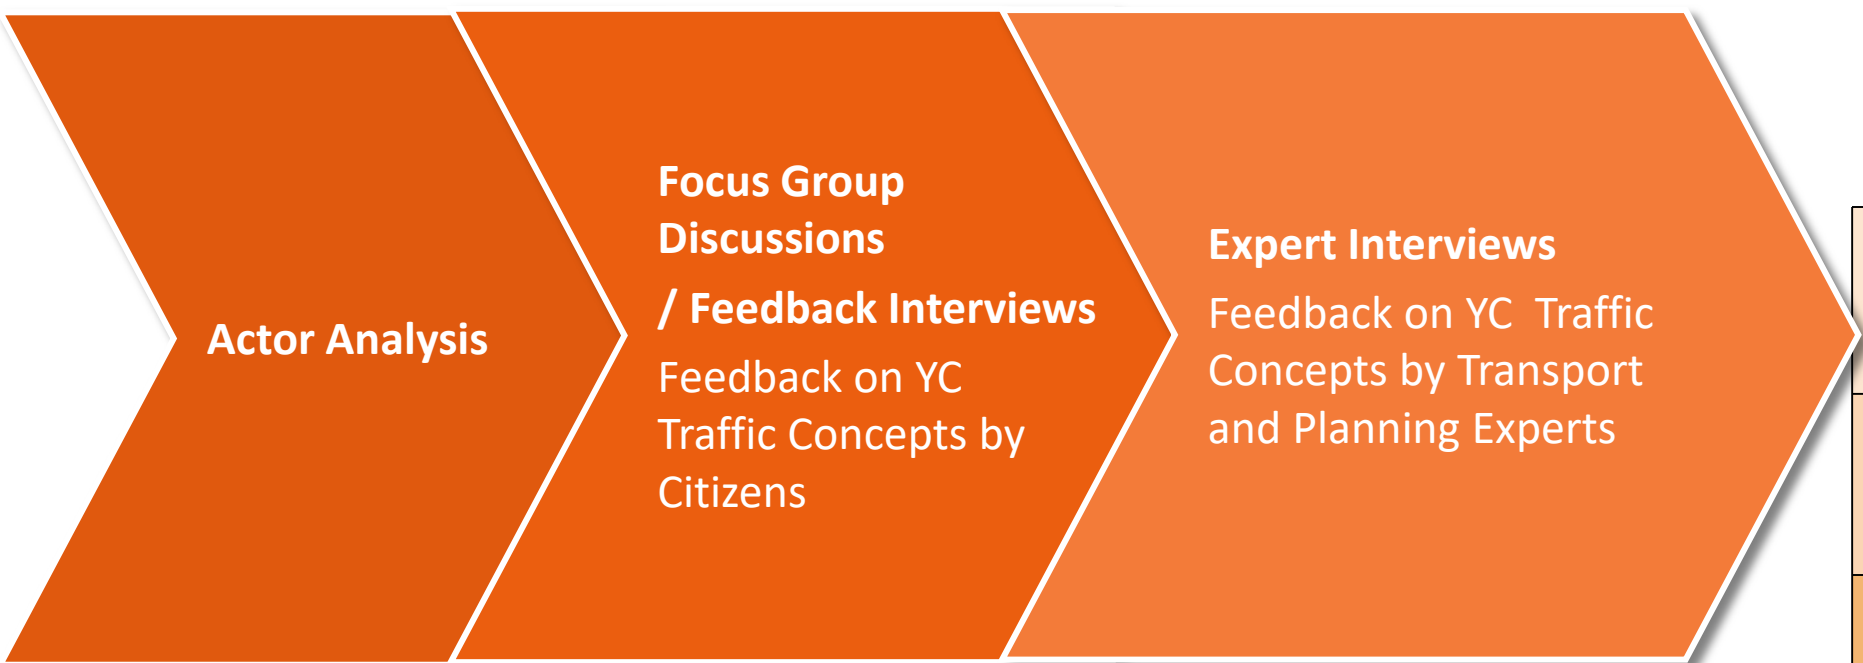 Actor Analysis
Focus Group
Discussions
/ Feedback Interviews
Feedback on YC
Traffic Concepts by
Citizens
Expert Interviews
Feedback on YC  Traffic
Concepts by Transport
and Planning Experts